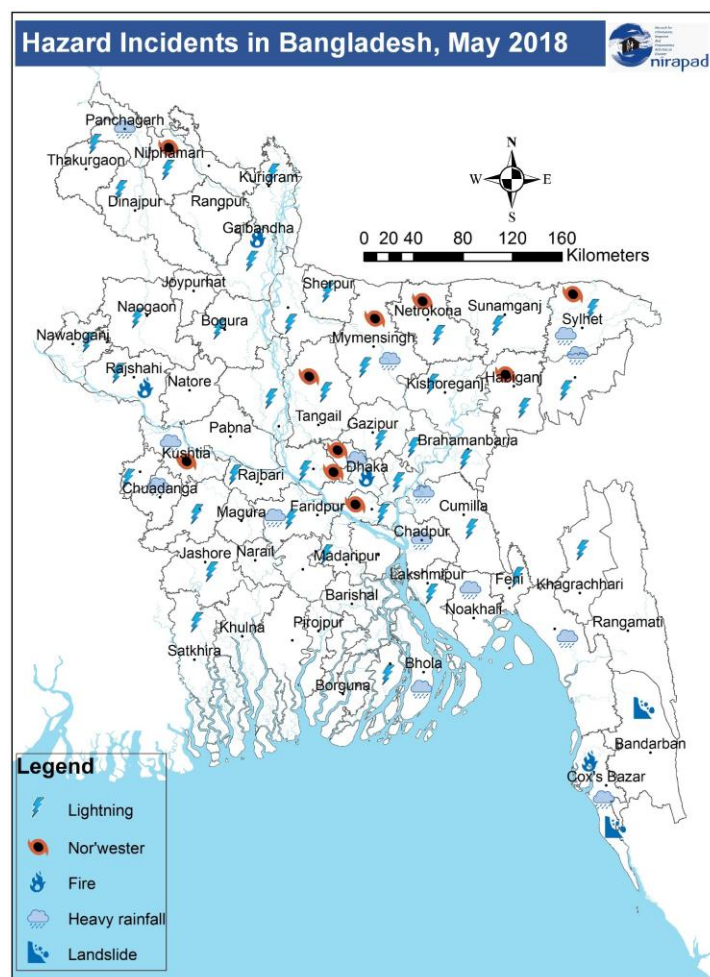 Hazard Incidents in Bangladesh, May 2018
nirapad
Panchagarh
Thakurgaon
Nilphamari
Kurigram
Dinajpur
Rangpur
Gaibandha
N
W
E
S
0 20 40 80 120 160
Kilometers
Joypurhat
Sherpur
Naogaon
Bogura
Netrokona
Sunamganj
Sylhet
Nawabganj
Mymensingh
Rajshahi
Natore
Kishoreganj
Habiganj
Tangail
Gazipur
Pabna
Brahamanbaria
Kushtia
Dhaka
Rajbari
Chuadanga
Magura
Faridpur
Cumilla
Chadpur
Jashore
Narail
Madaripur
Lakshmipur
Feni
Khagrachhari
Barishal
Noakhali
Rangamati
Khulna
Pirojpur
Satkhira
Bhola
Borguna
Bandarban
Cox's Bazar
Legend
Lightning
Nor'wester
Fire
Heavy rainfall
Landslide